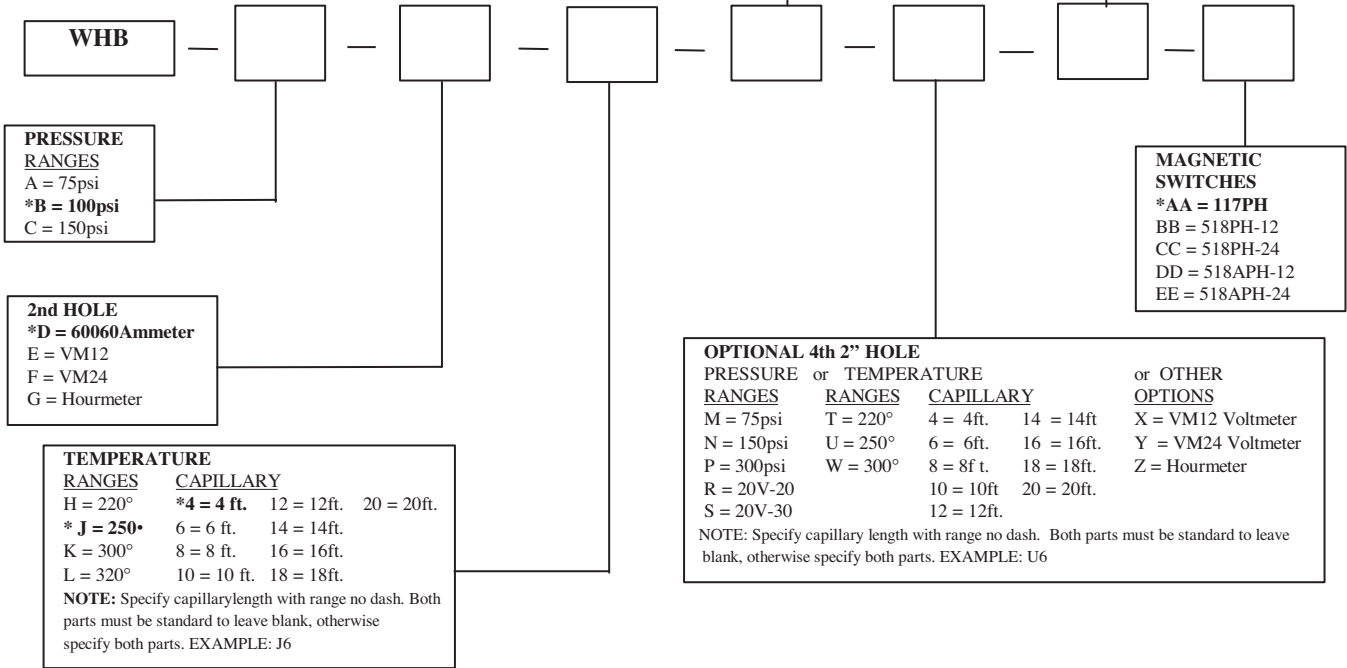 WHB
PRESSURE
RANGES
A = 75psi
*B = 100psi
C = 150psi
2nd HOLE
*D = 60060Ammeter
E = VM12
F = VM24
G = Hourmeter
TEMPERATURE
RANGES CAPILLARY
H = 220° *4 = 4 ft. 12 = 12ft. 20 = 20ft.
* J = 250• 6 = 6 ft. 14 = 14ft.
K = 300° 8 = 8 ft. 16 = 16ft.
L = 320° 10 = 10 ft. 18 = 18ft.
NOTE: Specify capillarylength with range no dash. Both
parts must be standard to leave blank, otherwise
specify both parts. EXAMPLE: J6
OPTIONAL 4th 2” HOLE
PRESSURE or TEMPERATURE or OTHER
RANGES RANGES CAPILLARY OPTIONS
M = 75psi T = 220° 4 = 4ft. 14 = 14ft X = VM12 Voltmeter
N = 150psi U = 250° 6 = 6ft. 16 = 16ft. Y = VM24 Voltmeter
P = 300psi W = 300° 8 = 8f t. 18 = 18ft. Z = Hourmeter
R = 20V-20 10 = 10ft 20 = 20ft.
S = 20V-30 12 = 12ft.
NOTE: Specify capillary length with range no dash. Both parts must be standard to leave
blank, otherwise specify both parts. EXAMPLE: U6
MAGNETIC
SWITCHES
*AA = 117PH
BB = 518PH-12
CC = 518PH-24
DD = 518APH-12
EE = 518APH-24